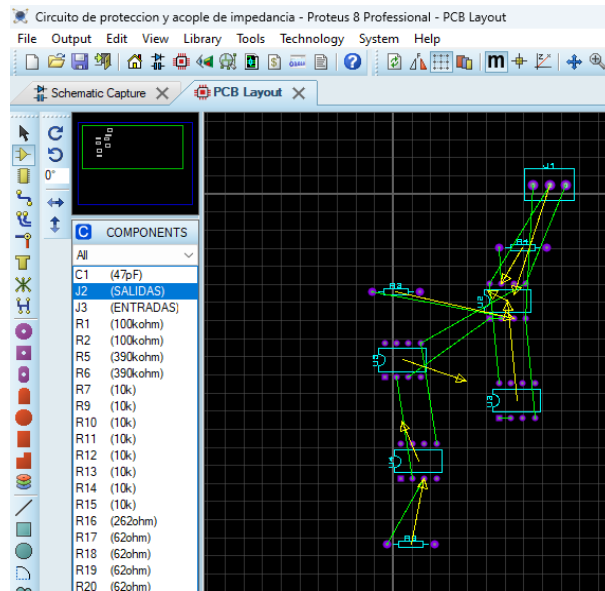 Circuito de proteccion y acople de impedancia - Proteus 8 Professional - PCB Layout
File Output Edit View Library Tools Technology System Help
Schematic Capture PCB Layout
0°
C COMPONENTS
All
C1 (47pF)
J2 (SALIDAS)
J3 (ENTRADAS)
R1 (100kohm)
R2 (100kohm)
R5 (390kohm)
R6 (390kohm)
R7 (10k)
R9 (10k)
R10 (10k)
R11 (10k)
R12 (10k)
R13 (10k)
R14 (10k)
R15 (10k)
R16 (262ohm)
R17 (62ohm)
R18 (62ohm)
R19 (62ohm)
R20 (62ohm)
J1
R4
R3